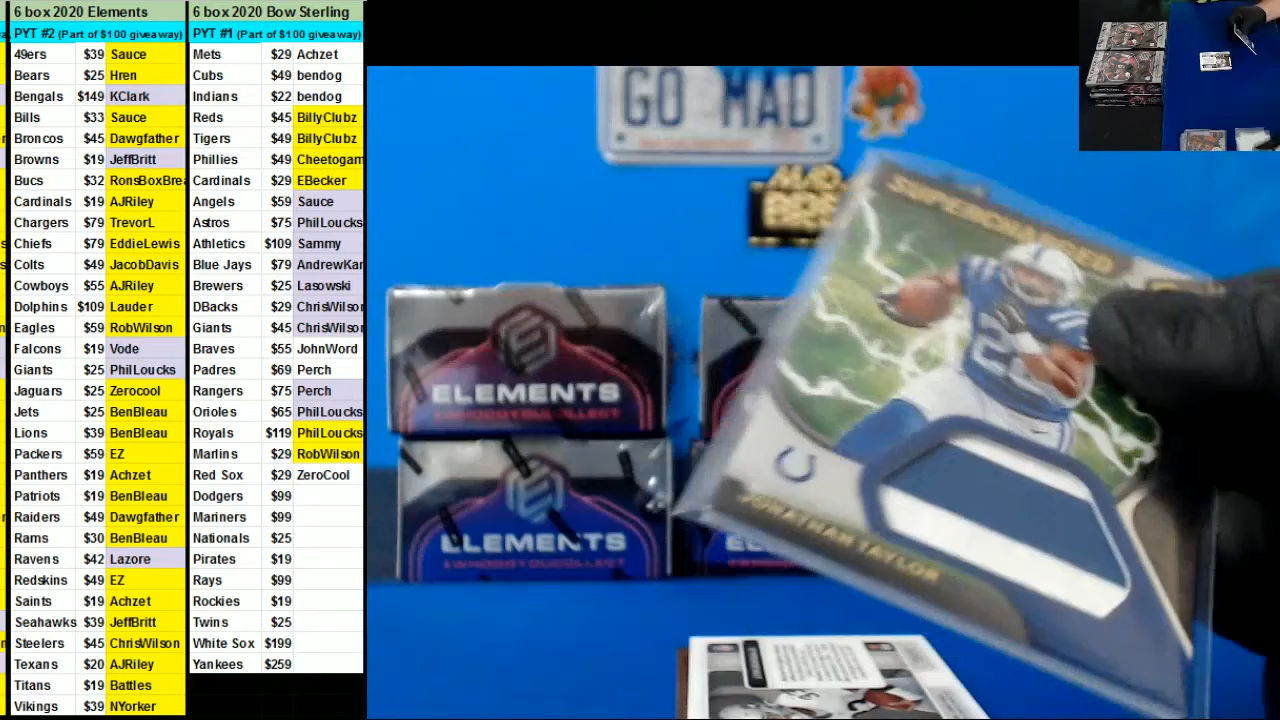 6 box 2020 Elements
PYT #2 (Part of $100 giveaway)
49ers $39 Sauce
Bears $25 Hren
Bengals $149 KClark
Bills $33 Sauce
Broncos $45 Dawgfather
Browns $19 JeffBritt
Bucs $32 RonsBoxBrea
Cardinals $19 AJRiley
Chargers $79 TrevorL
Chiefs $79 EddieLewis
Colts $49 JacobDavis
Cowboys $55 AJRiley
Dolphins $109 Lauder
Eagles $59 RobWilson
Falcons $19 Vode
Giants $25 PhilLoucks
Jaguars $25 Zerocool
Jets $25 BenBleau
Lions $39 BenBleau
Packers $59 EZ
Panthers $19 Achzet
Patriots $19 BenBleau
Raiders $49 Dawgfather
Rams $30 BenBleau
Ravens $42 Lazore
Redskins $49 EZ
Saints $19 Achzet
Seahawks $39 JeffBritt
Steelers $45 ChrisWilson
Texans $20 AJRiley
Titans $19 Battles
Vikings $39 NYorker
6 box 2020 Bow Sterling
PYT #1 (Part of $100 giveaway)
Mets $29 Achzet
Cubs $49 bendog
Indians $22 bendog
Reds $45 BillyClubz
Tigers $49 BillyClubz
Phillies $49 Cheetogam
Cardinals $29 EBecker
Angels $59 Sauce
Astros $75 PhilLoucks
Athletics $109 Sammy
Blue Jays $79 AndrewKar
Brewers $25 Lasowski
DBacks $29 ChrisWilson
Giants $45 ChrisWilson
Braves $55 JohnWord
Padres $69 Perch
Rangers $75 Perch
Orioles $65 PhilLoucks
Royals $119 PhilLoucks
Marlins $29 RobWilson
Red Sox $29 ZeroCool
Dodgers $99
Mariners $99
Nationals $25
Pirates $19
Rays $99
Rockies $19
Twins $25
White Sox $199
Yankees $259
GO MAD
SUPERCHARGED
ELEMENTS
#WHODOYOUCOLLECT
ELEMENTS
#WHODOYOUCOLLECT
JONATHAN TAYLOR